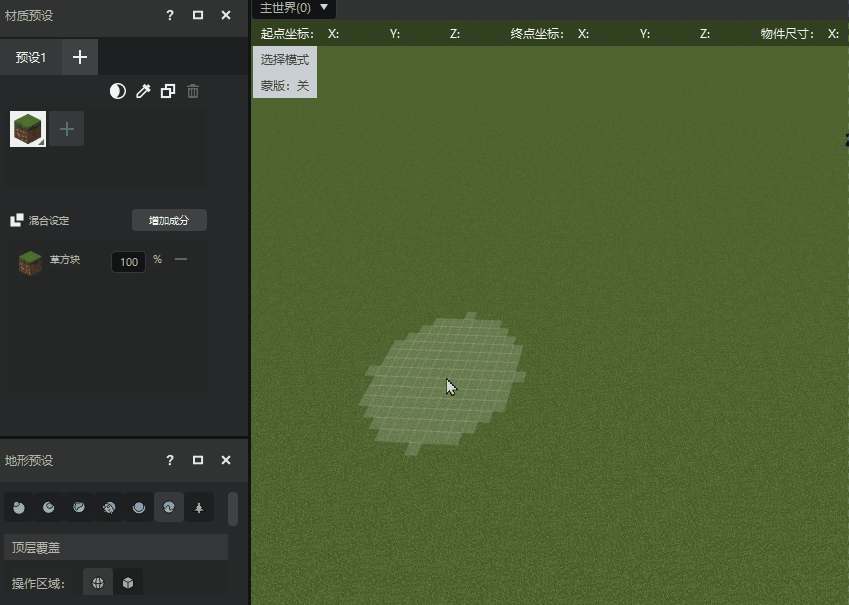 材质预设 ?
预设1 +
混合设定 增加成分
草方块 100 %
地形预设 ?
顶层覆盖
操作区域:
主世界(0)
起点坐标: X: Y: Z: 终点坐标: X: Y: Z: 物件尺寸: X:
选择模式
蒙版: 关